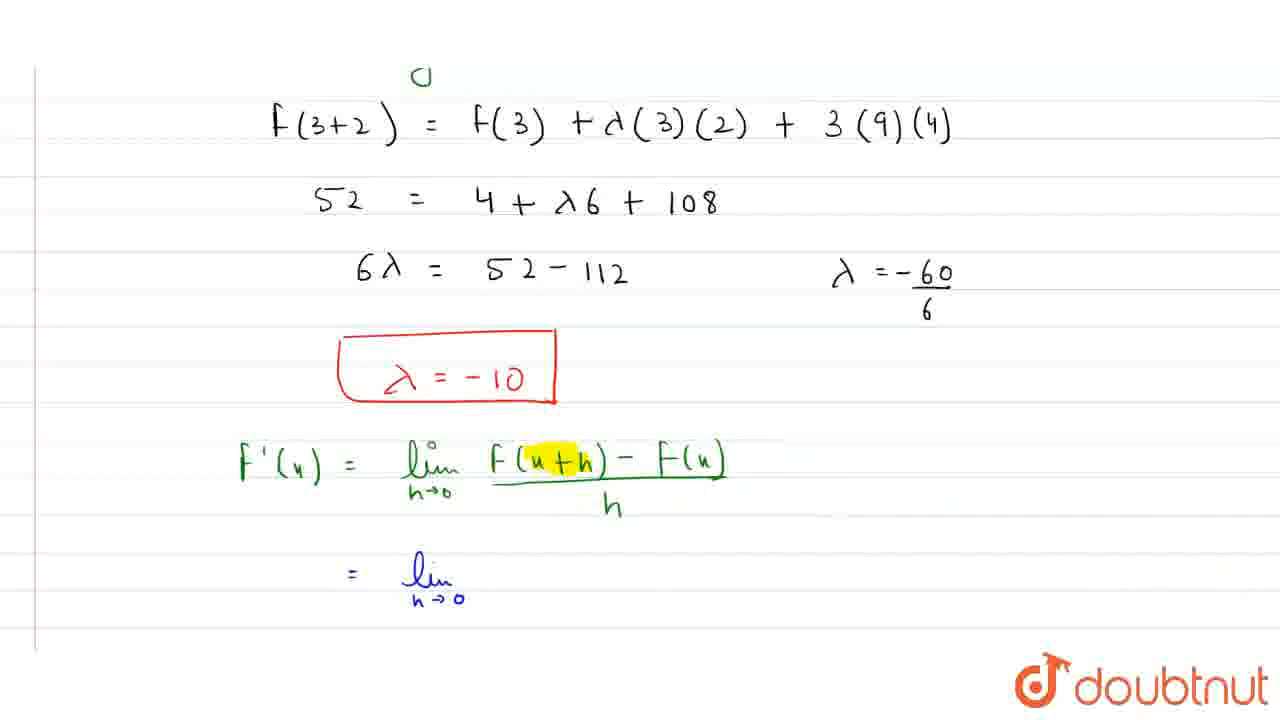 F(3+2) = F(3) + λ(3)(2) + 3(9)(4)
52 = 4 + λ6 + 108
6λ = 52 - 112 λ = -60/6
λ = -10
F'(x) = lim h→0 F(x+h) - F(x) / h
= lim h→0
doubtnut